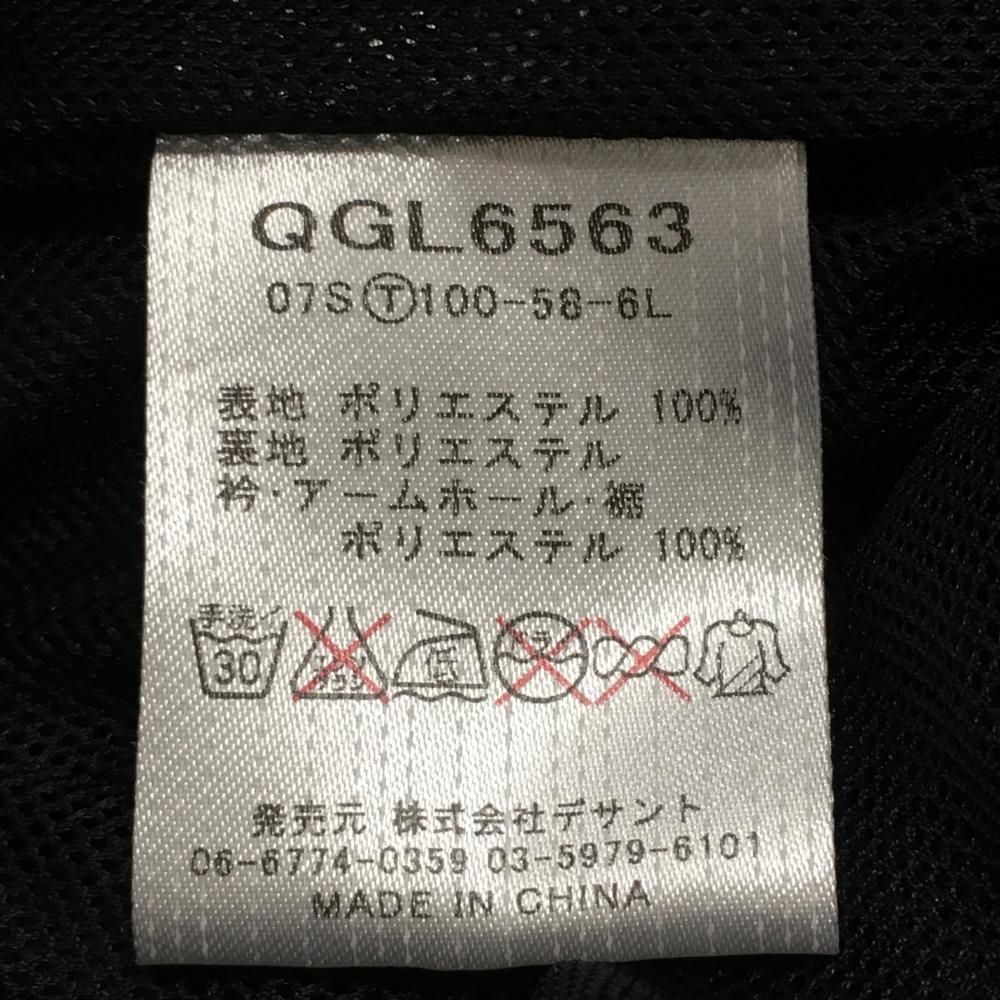 QGL6563
07SⓉ100-58-6L
表地 ポリエステル 100%
裏地 ポリエステル
衿・アームホール・裾
ポリエステル 100%
手洗イ
30 低
発売元 株式会社デサント
06-6774-0359 03-5979-6101
MADE IN CHINA